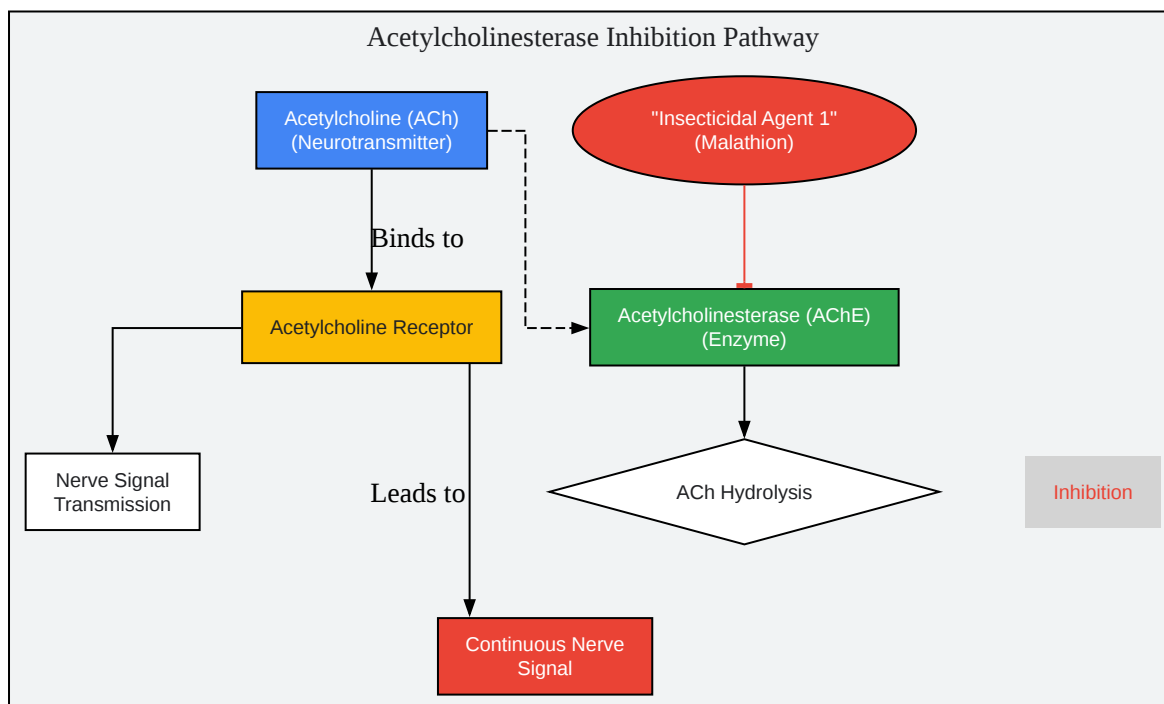 Acetylcholinesterase Inhibition Pathway
Acetylcholine (ACh)
(Neurotransmitter)
"Insecticidal Agent 1"
(Malathion)
Binds to
Acetylcholine Receptor
Acetylcholinesterase (AChE)
(Enzyme)
Nerve Signal
Transmission
Leads to
ACh Hydrolysis
Inhibition
Continuous Nerve
Signal